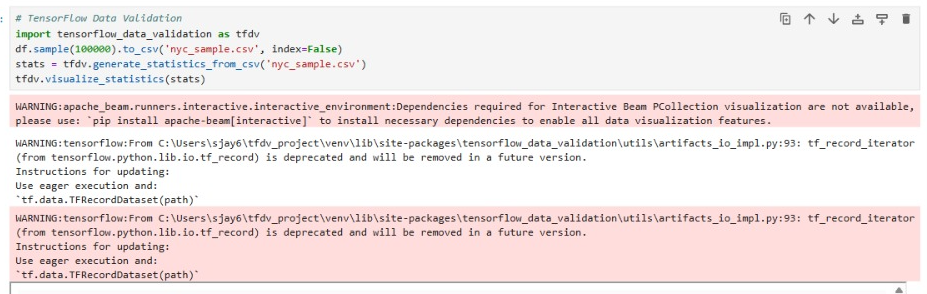 :
# TensorFlow Data Validation
import tensorflow_data_validation as tfdv
df.sample(100000).to_csv('nyc_sample.csv', index=False)
stats = tfdv.generate_statistics_from_csv('nyc_sample.csv')
tfdv.visualize_statistics(stats)
WARNING:apache_beam.runners.interactive.interactive_environment:Dependencies required for Interactive Beam PCollection visualization are not available,
please use: `pip install apache-beam[interactive]` to install necessary dependencies to enable all data visualization features.
WARNING:tensorflow:From C:\Users\sjay6\tfdv_project\venv\lib\site-packages\tensorflow_data_validation\utils\artifacts_io_impl.py:93: tf_record_iterator
(from tensorflow.python.lib.io.tf_record) is deprecated and will be removed in a future version.
Instructions for updating:
Use eager execution and:
`tf.data.TFRecordDataset(path)`
WARNING:tensorflow:From C:\Users\sjay6\tfdv_project\venv\lib\site-packages\tensorflow_data_validation\utils\artifacts_io_impl.py:93: tf_record_iterator
(from tensorflow.python.lib.io.tf_record) is deprecated and will be removed in a future version.
Instructions for updating:
Use eager execution and:
`tf.data.TFRecordDataset(path)`